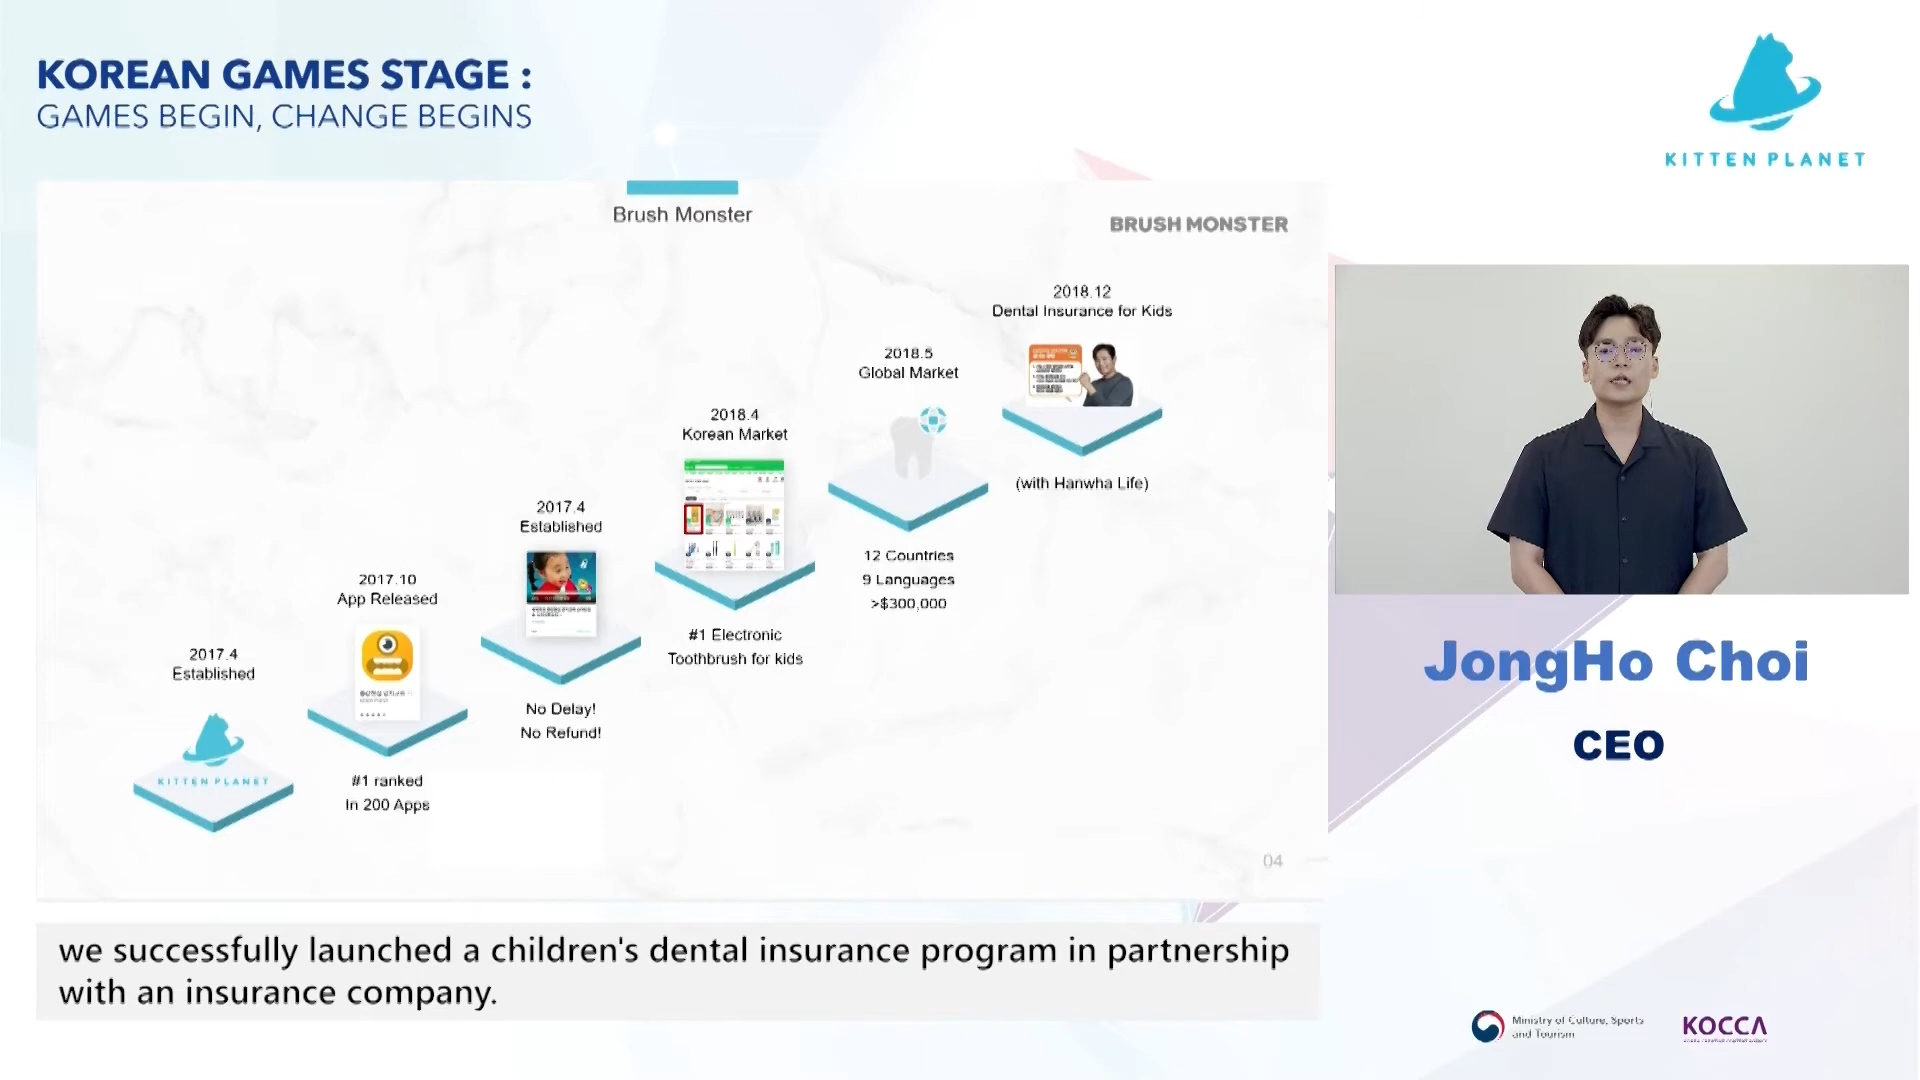 KOREAN GAMES STAGE :
GAMES BEGIN, CHANGE BEGINS
KITTEN PLANET
Brush Monster
BRUSH MONSTER
2017.4
Established
KITTEN PLANET
2017.10
App Released
#1 ranked
In 200 Apps
2017.4
Established
No Delay!
No Refund!
2018.4
Korean Market
#1 Electronic
Toothbrush for kids
2018.5
Global Market
12 Countries
9 Languages
>$300,000
2018.12
Dental Insurance for Kids
(with Hanwha Life)
04
JongHo Choi
CEO
we successfully launched a children's dental insurance program in partnership
with an insurance company.
Ministry of Culture, Sports
and Tourism
KOCCA